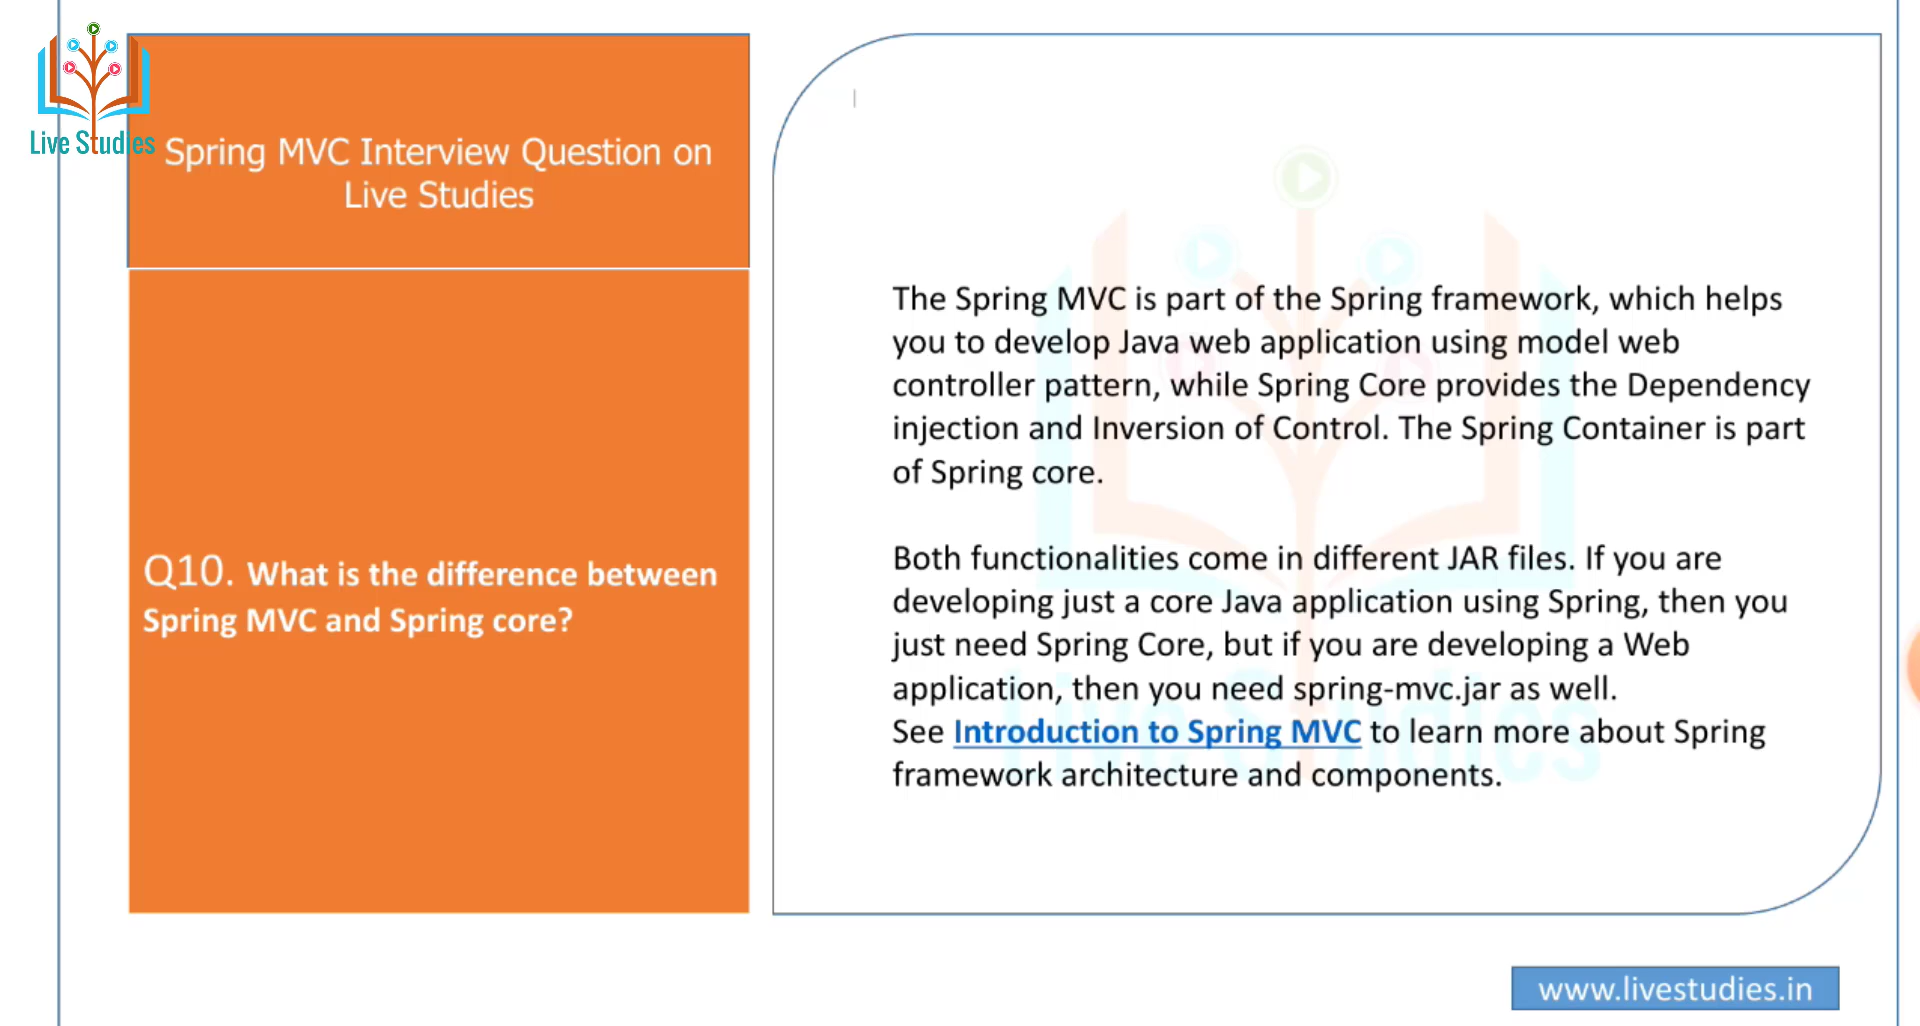 Live Studies
Spring MVC Interview Question on
Live Studies
Q10. What is the difference between
Spring MVC and Spring core?
The Spring MVC is part of the Spring framework, which helps
you to develop Java web application using model web
controller pattern, while Spring Core provides the Dependency
injection and Inversion of Control. The Spring Container is part
of Spring core.
Both functionalities come in different JAR files. If you are
developing just a core Java application using Spring, then you
just need Spring Core, but if you are developing a Web
application, then you need spring-mvc.jar as well.
See Introduction to Spring MVC to learn more about Spring
framework architecture and components.
Live Studies
www.livestudies.in